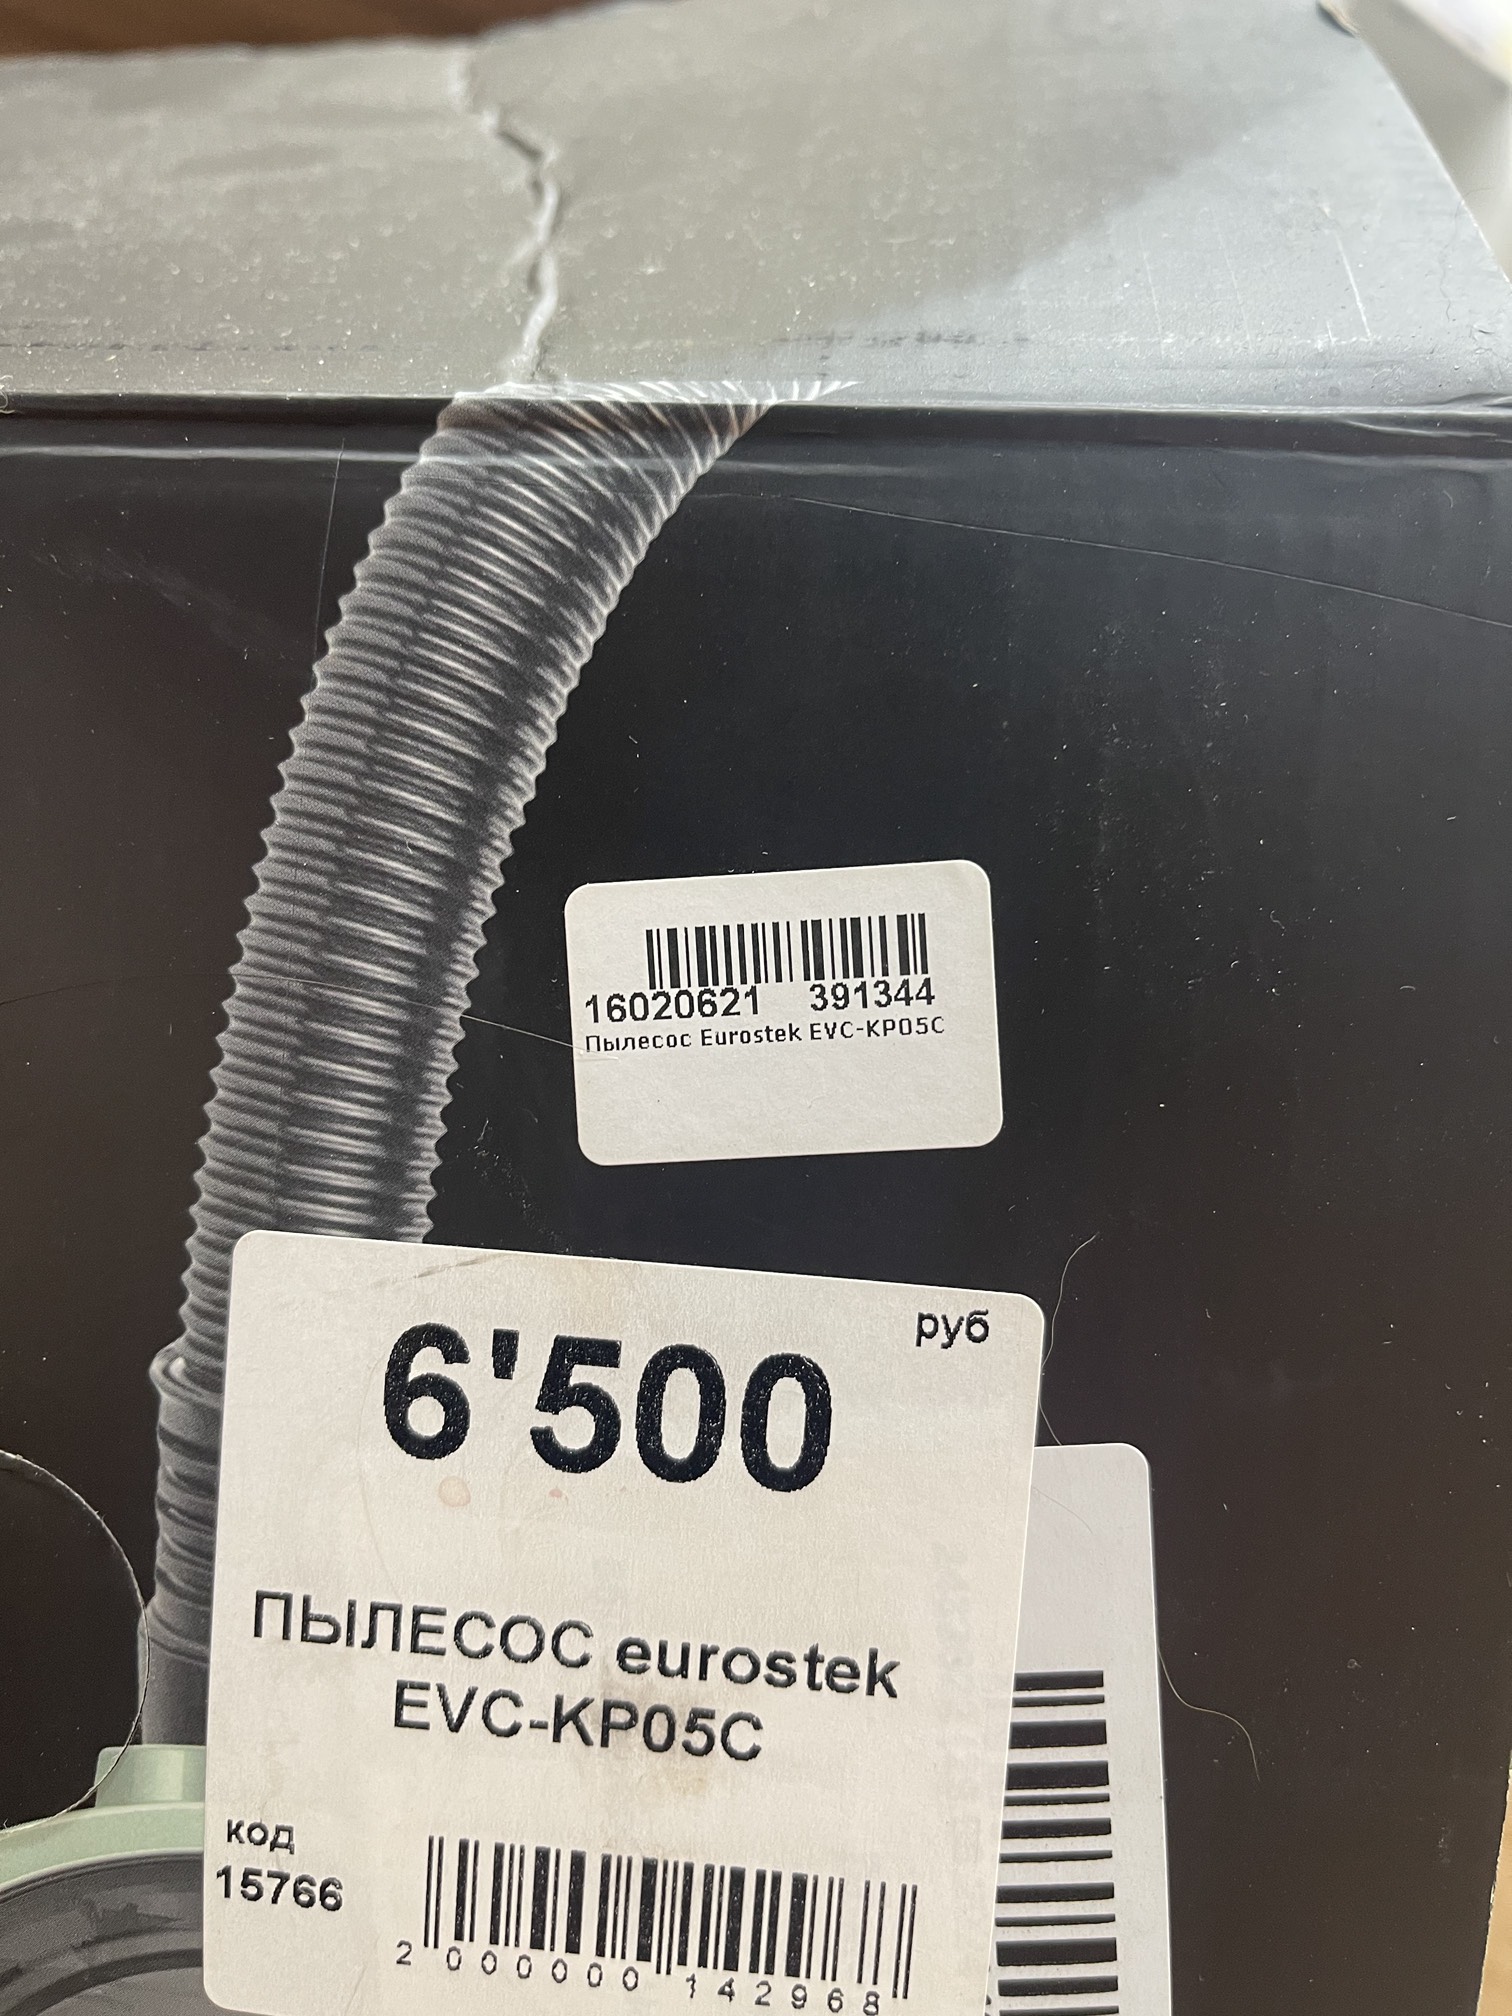 16020621 391344
Пылесос Eurostek EVC-KP05C
руб
6'500
ПЫЛЕСОС eurostek
EVC-KP05C
код
15766
2 000000 142968